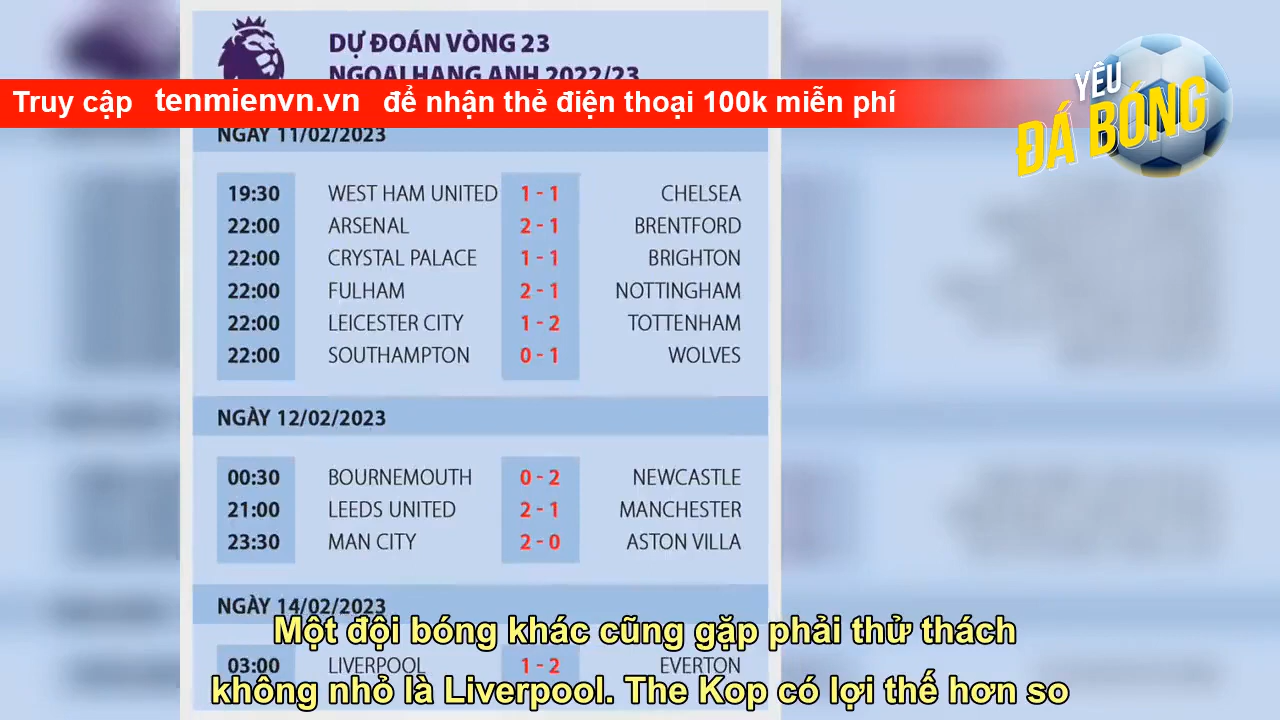 DỰ ĐOÁN VÒNG 23
NGOẠI HẠNG ANH 2022/23
Truy cập tenmienvn.vn để nhận thẻ điện thoại 100k miễn phí
YÊU
ĐÁ BÓNG
NGÀY 11/02/2023
19:30 WEST HAM UNITED 1 - 1 CHELSEA
22:00 ARSENAL 2 - 1 BRENTFORD
22:00 CRYSTAL PALACE 1 - 1 BRIGHTON
22:00 FULHAM 2 - 1 NOTTINGHAM
22:00 LEICESTER CITY 1 - 2 TOTTENHAM
22:00 SOUTHAMPTON 0 - 1 WOLVES
NGÀY 12/02/2023
00:30 BOURNEMOUTH 0 - 2 NEWCASTLE
21:00 LEEDS UNITED 2 - 1 MANCHESTER
23:30 MAN CITY 2 - 0 ASTON VILLA
NGÀY 14/02/2023
03:00 LIVERPOOL 1 - 2 EVERTON
Một đội bóng khác cũng gặp phải thử thách
không nhỏ là Liverpool. The Kop có lợi thế hơn so